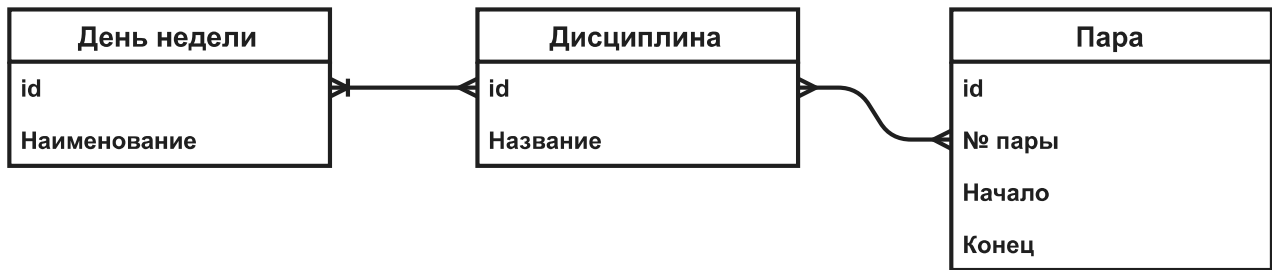 День недели
id
Наименование
Дисциплина
id
Название
Пара
id
№ пары
Начало
Конец